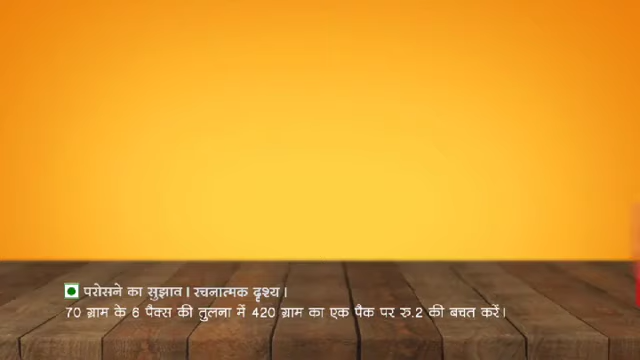 परोसने का सुझाव। रचनात्मक दृश्य।
70 ग्राम के 6 पैक्स की तुलना में 420 ग्राम का एक पैक पर रु.2 की बचत करें।